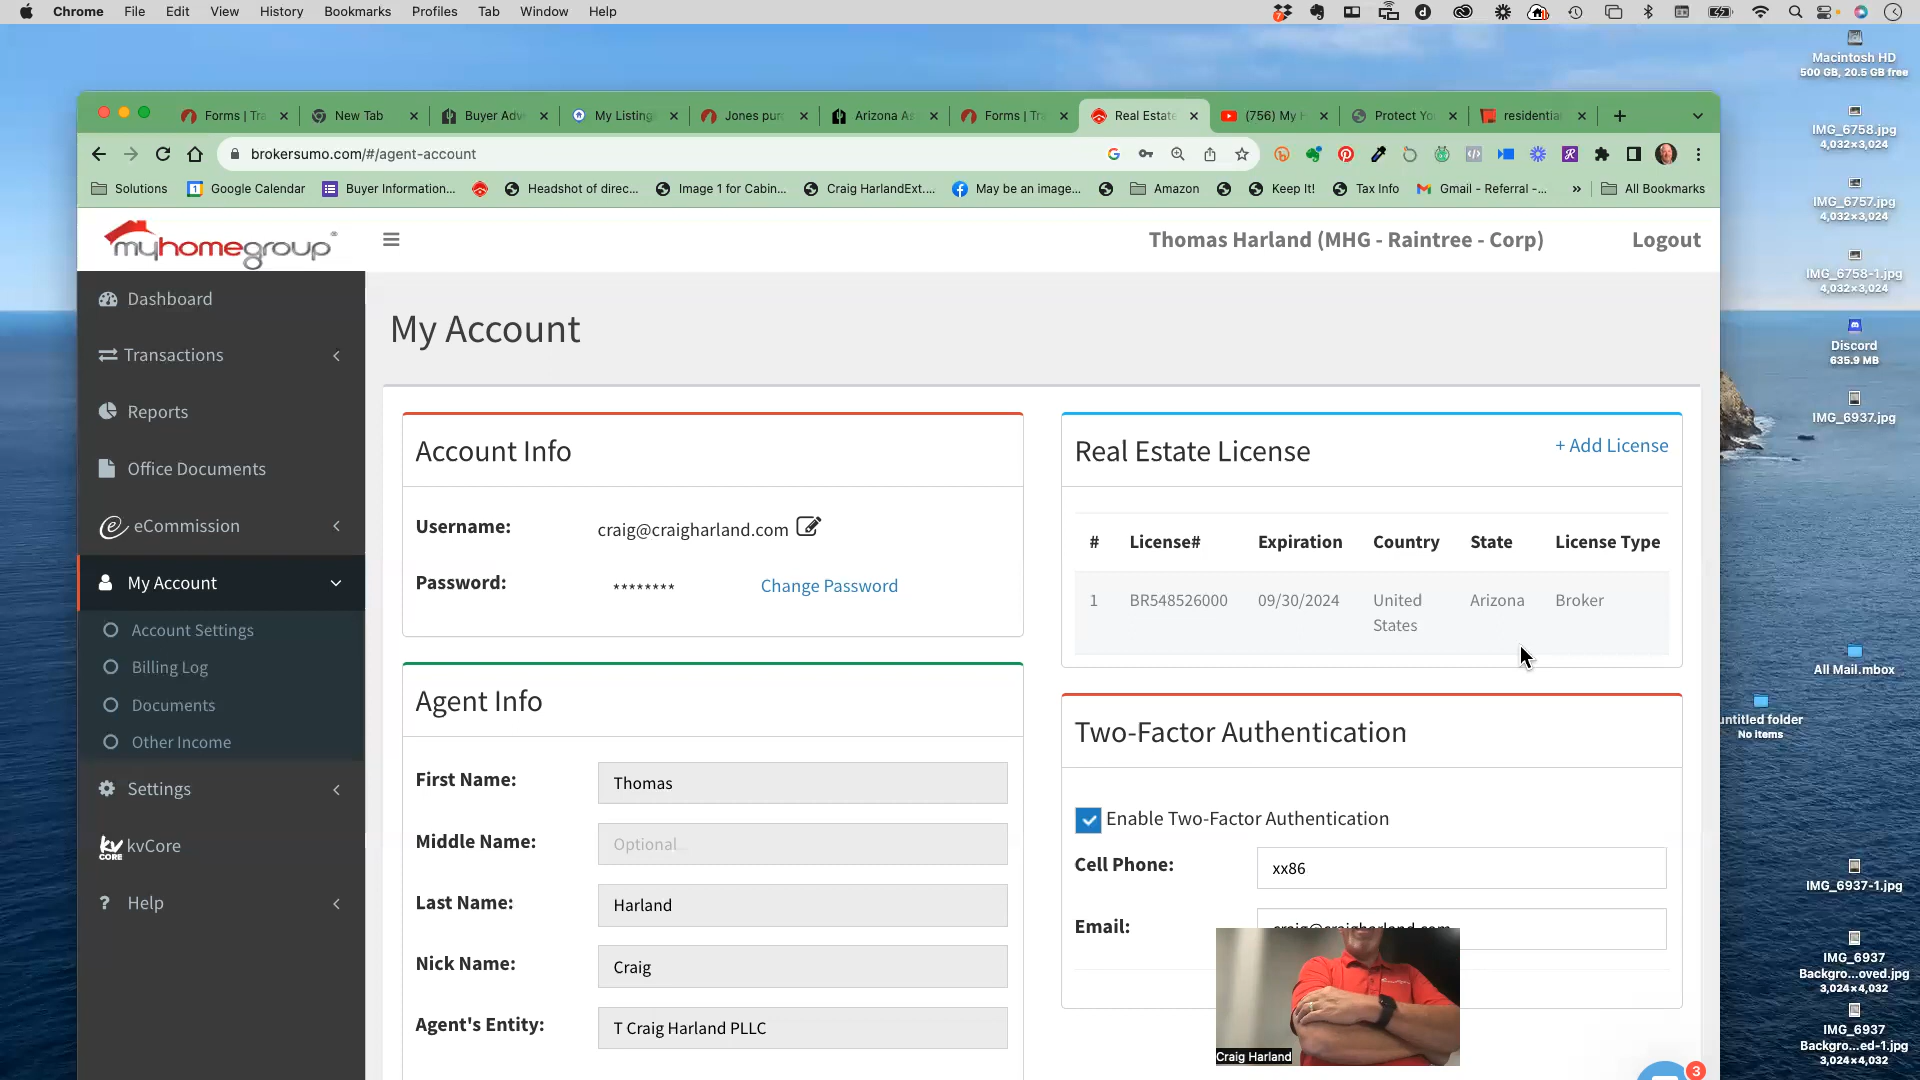 Chrome File Edit View History Bookmarks Profiles Tab Window Help
Macintosh HD
500 GB, 20.5 GB free
Forms | Tra New Tab Buyer Adv My Listing Jones pur Arizona As Forms | Tra Real Estate (756) My H Protect Yo residentia
brokersumo.com/#/agent-account
Solutions Google Calendar Buyer Information... Headshot of direc... Image 1 for Cabin... Craig HarlandExt.... May be an image... Amazon Keep It! Tax Info Gmail - Referral -... » All Bookmarks
myhomegroup
Thomas Harland (MHG - Raintree - Corp) Logout
Dashboard
Transactions
Reports
Office Documents
eCommission
My Account
Account Settings
Billing Log
Documents
Other Income
Settings
kvCore
Help
My Account
Account Info
Username: craig@craigharland.com
Password: ******** Change Password
Agent Info
First Name: Thomas
Middle Name: Optional
Last Name: Harland
Nick Name: Craig
Agent's Entity: T Craig Harland PLLC
Real Estate License + Add License
# License# Expiration Country State License Type
1 BR548526000 09/30/2024 United States Arizona Broker
Two-Factor Authentication
Enable Two-Factor Authentication
Cell Phone: xx86
Email: craig@craigharland.com
Craig Harland
3
IMG_6758.jpg
4,032×3,024
IMG_6757.jpg
4,032×3,024
IMG_6758-1.jpg
4,032×3,024
Discord
635.9 MB
IMG_6937.jpg
All Mail.mbox
untitled folder
No items
IMG_6937-1.jpg
IMG_6937
Backgro...oved.jpg
3,024×4,032
IMG_6937
Backgro...ed-1.jpg
3,024×4,032